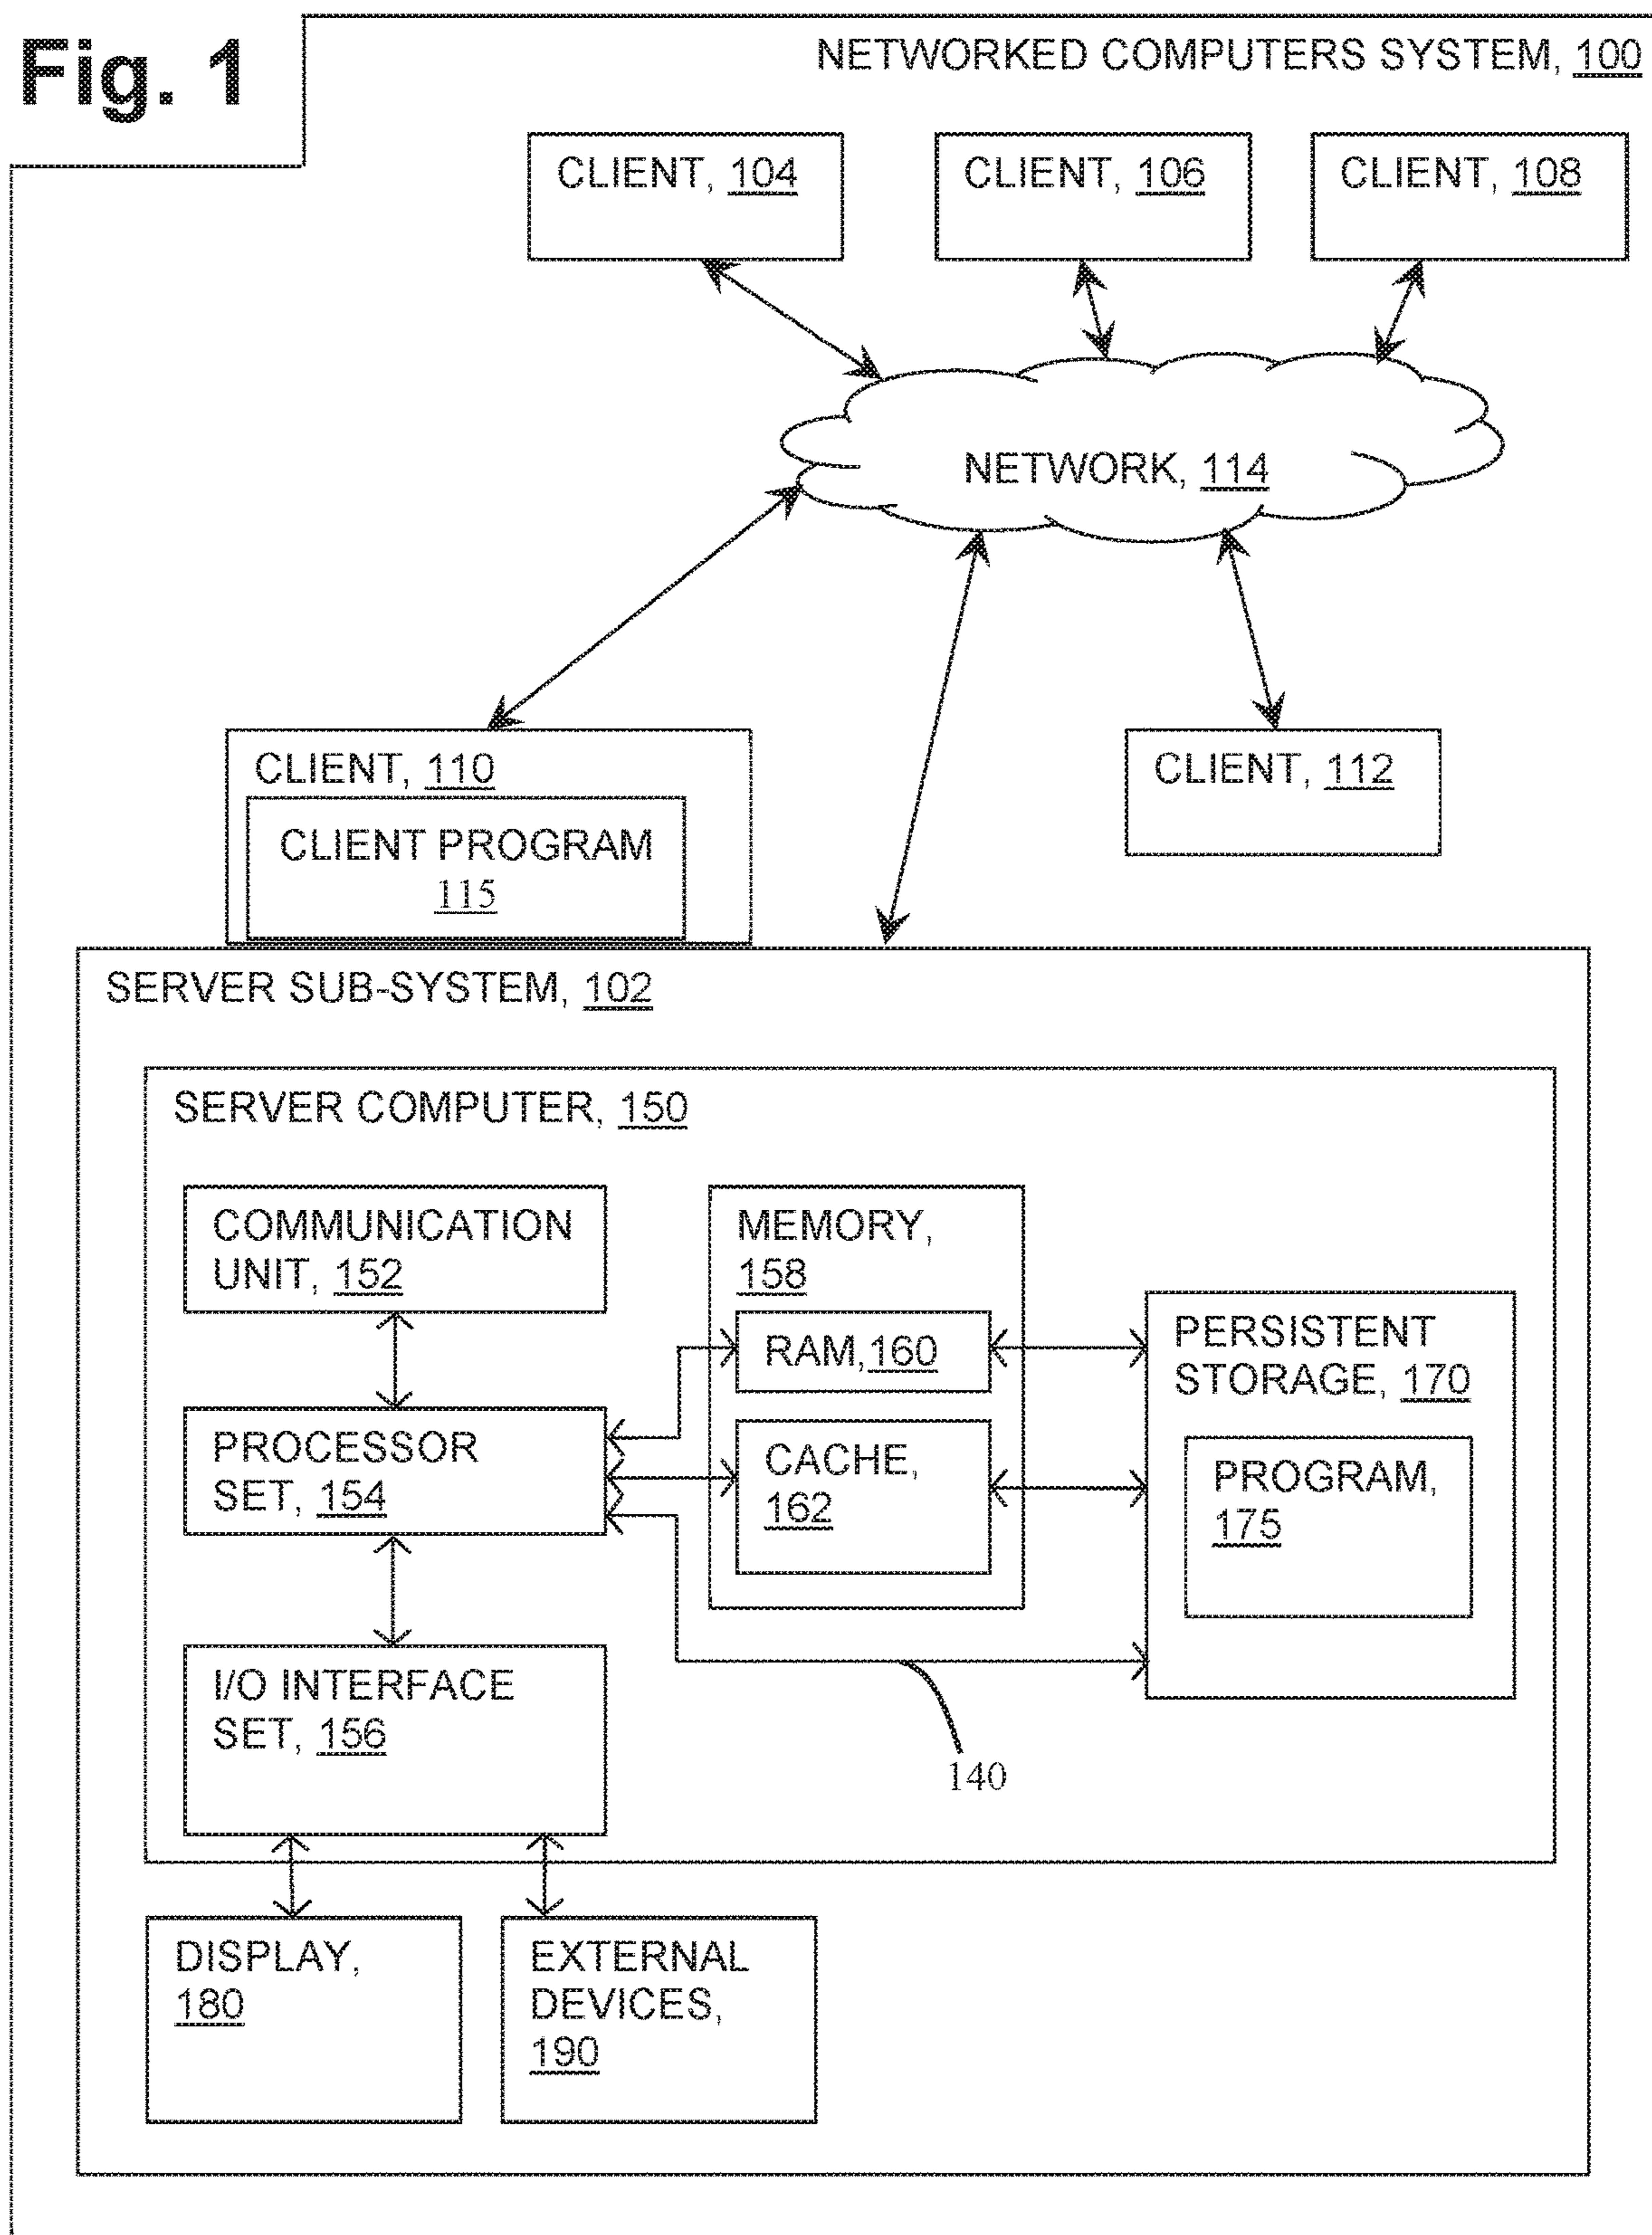 Fig. 1
NETWORKED COMPUTERS SYSTEM, 100
CLIENT, 104
CLIENT, 106
CLIENT, 108
NETWORK, 114
CLIENT, 110
CLIENT PROGRAM
115
CLIENT, 112
SERVER SUB-SYSTEM, 102
SERVER COMPUTER, 150
COMMUNICATION
UNIT, 152
PROCESSOR
SET, 154
I/O INTERFACE
SET, 156
MEMORY,
158
RAM,160
CACHE,
162
PERSISTENT
STORAGE, 170
PROGRAM,
175
140
DISPLAY,
180
EXTERNAL
DEVICES,
190